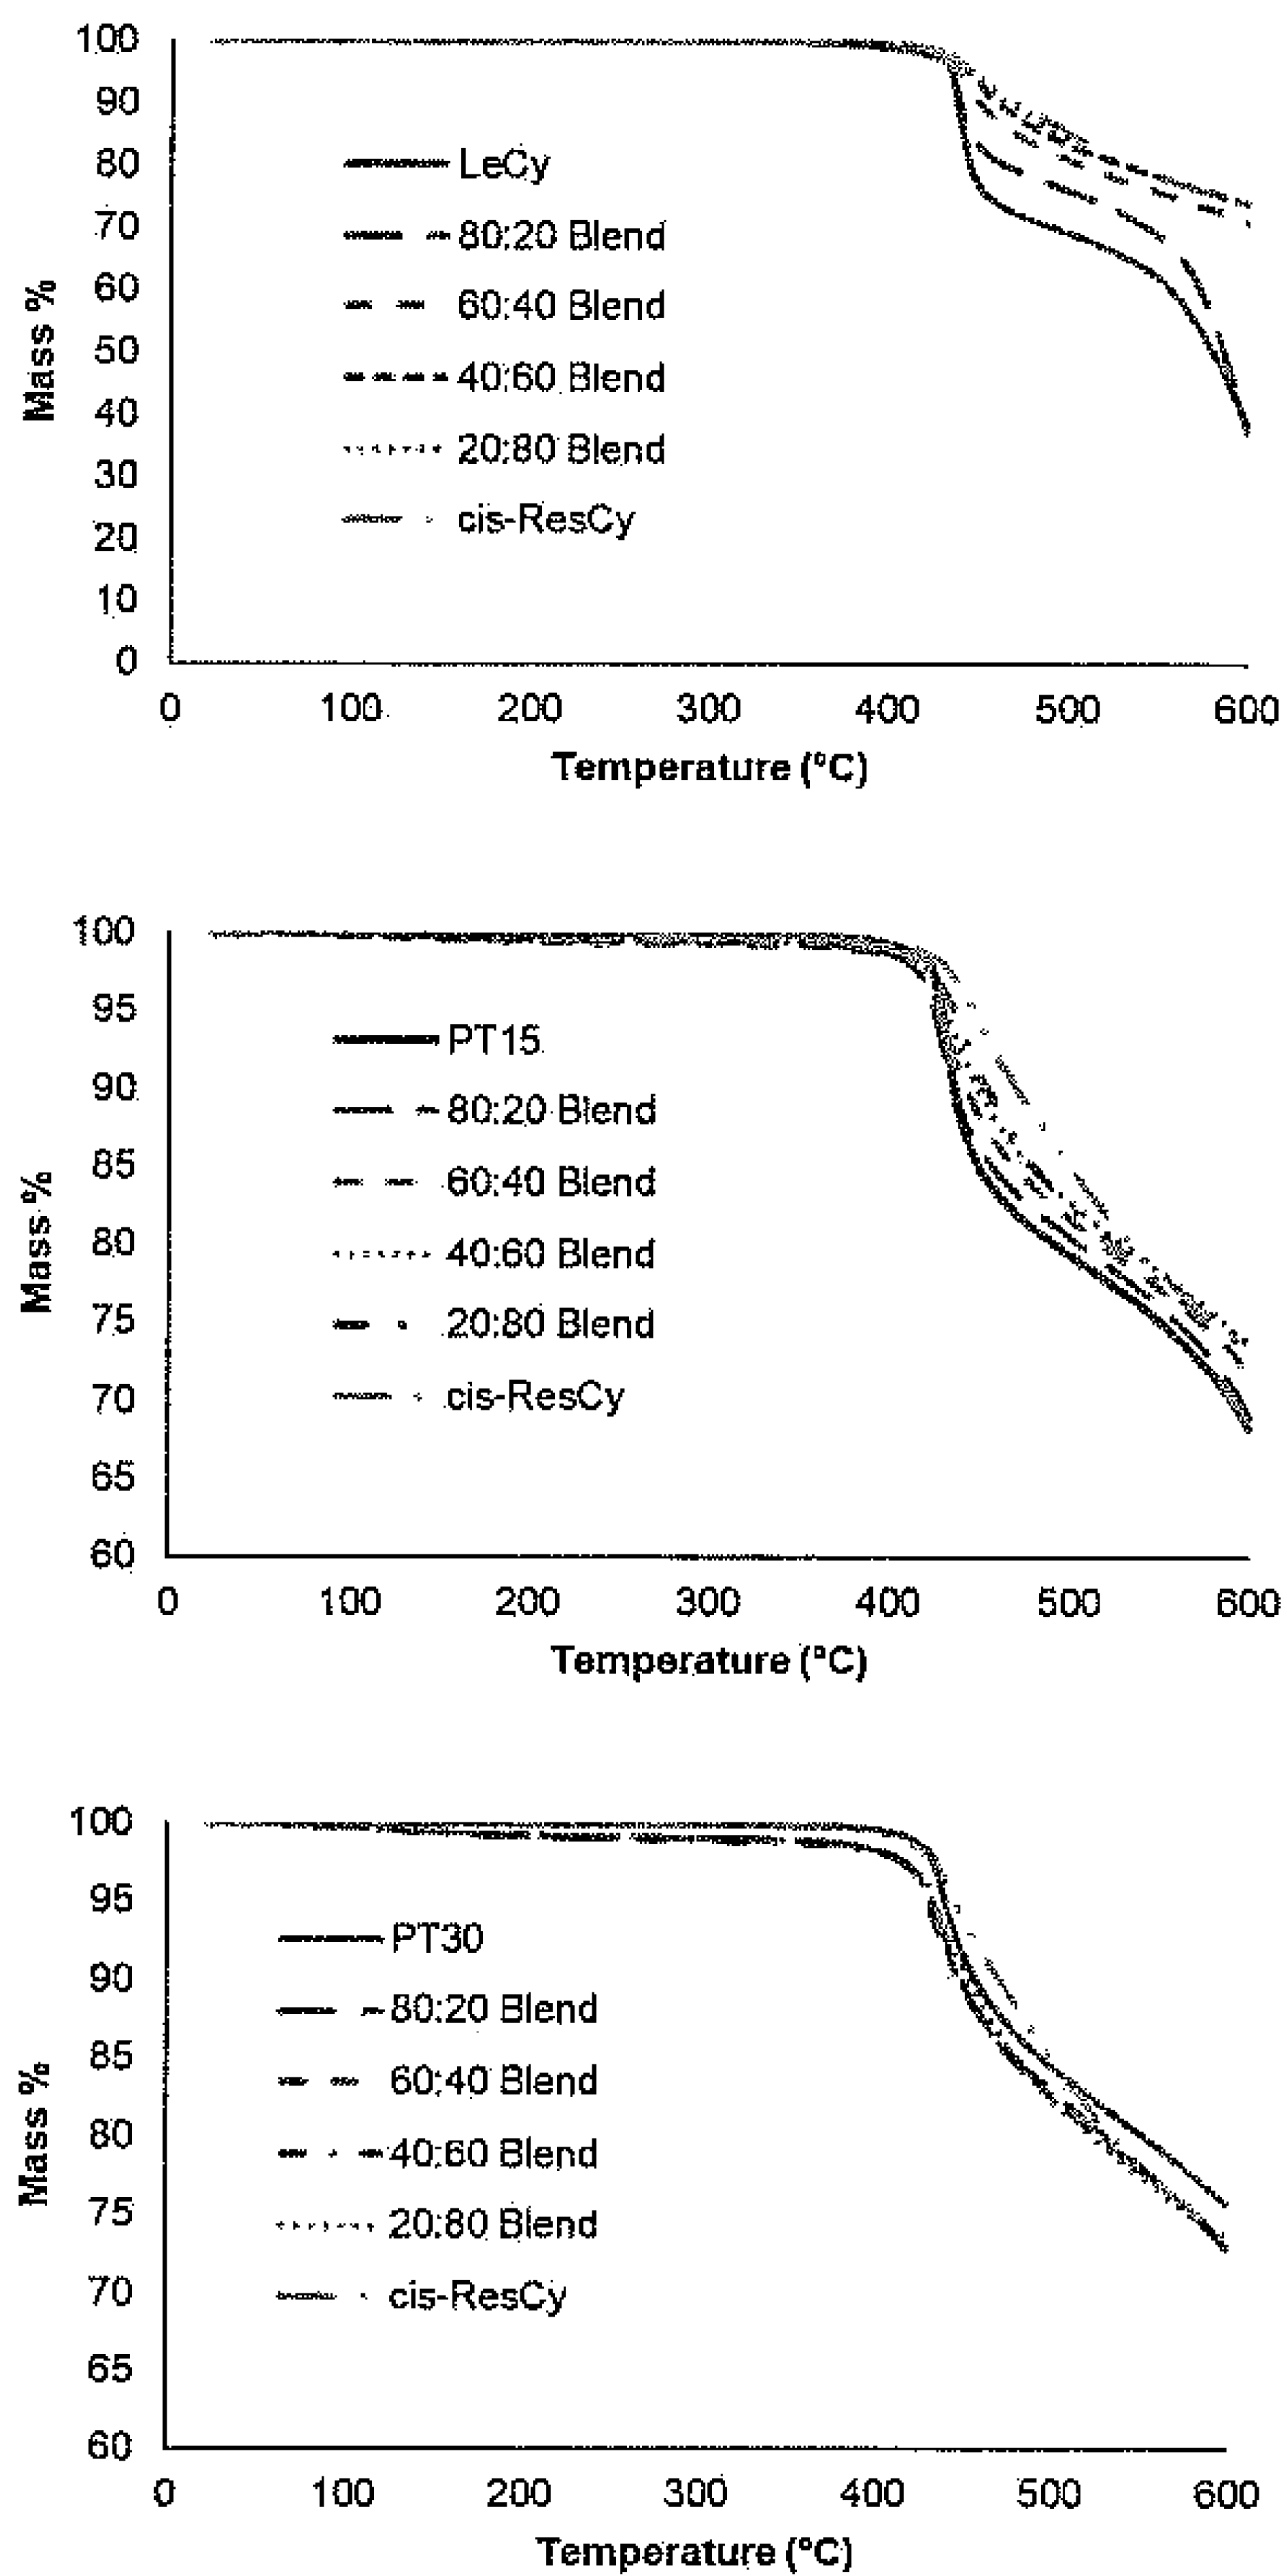 100
90
80
70
60
50
40
30
20
10
0
Mass %
LeCy
80:20 Blend
60:40 Blend
40:60 Blend
20:80 Blend
cis-ResCy
0 100 200 300 400 500 600
Temperature (ºC)
100
95
90
85
80
75
70
65
60
Mass %
PT15
80:20 Blend
60:40 Blend
40:60 Blend
20:80 Blend
cis-ResCy
0 100 200 300 400 500 600
Temperature (ºC)
100
95
90
85
80
75
70
65
60
Mass %
PT30
80:20 Blend
60:40 Blend
40:60 Blend
20:80 Blend
cis-ResCy
0 100 200 300 400 500 600
Temperature (ºC)